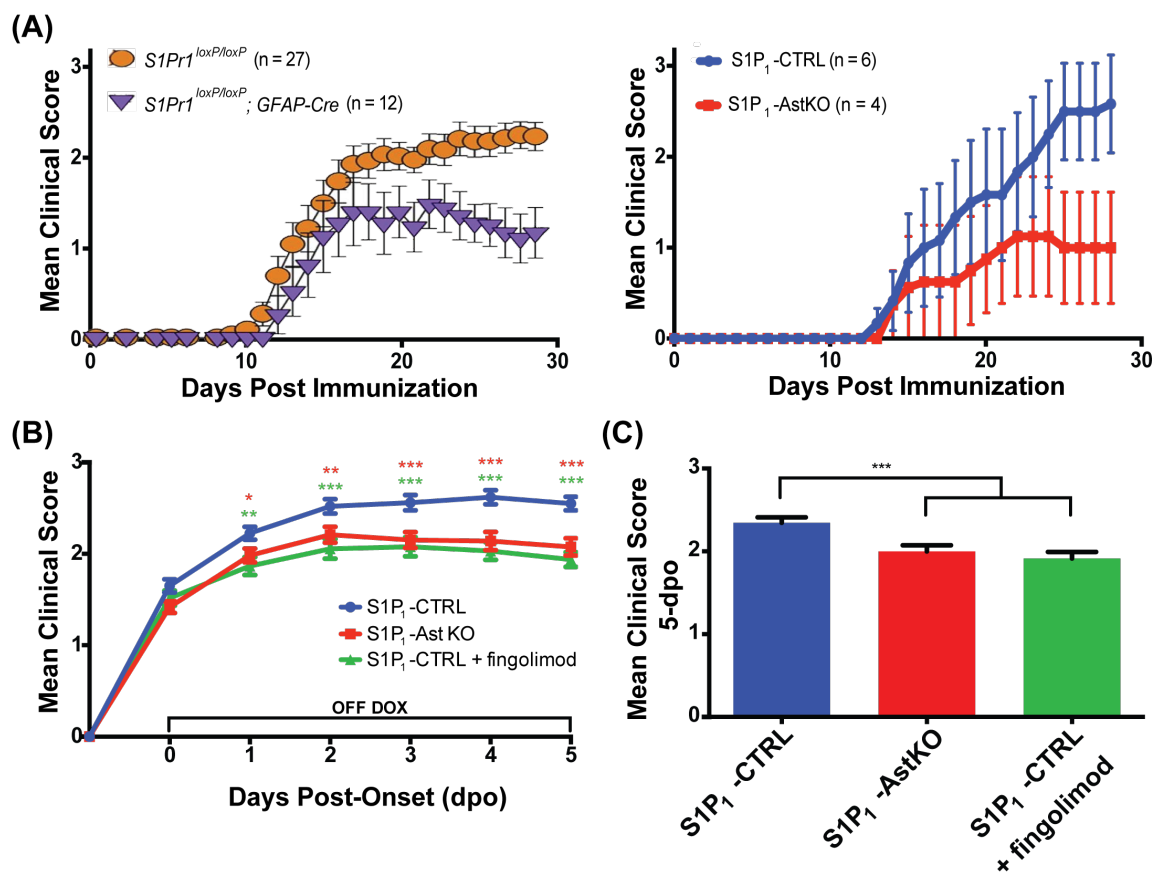 (A)
3
2
1
0
Mean Clinical Score
S1Pr1 loxP/loxP (n = 27)
S1Pr1 loxP/loxP; GFAP-Cre (n = 12)
0 10 20 30
Days Post Immunization
3
2
1
0
Mean Clinical Score
S1P1 -CTRL (n = 6)
S1P1 -AstKO (n = 4)
0 10 20 30
Days Post Immunization
(B)
3
2
1
0
Mean Clinical Score
* ** *** *** ***
** *** *** *** ***
S1P1 -CTRL
S1P1 -Ast KO
S1P1 -CTRL + fingolimod
OFF DOX
0 1 2 3 4 5
Days Post-Onset (dpo)
(C)
3
2
1
0
Mean Clinical Score
5-dpo
***
S1P1 -CTRL
S1P1 -AstKO
S1P1 -CTRL
+ fingolimod